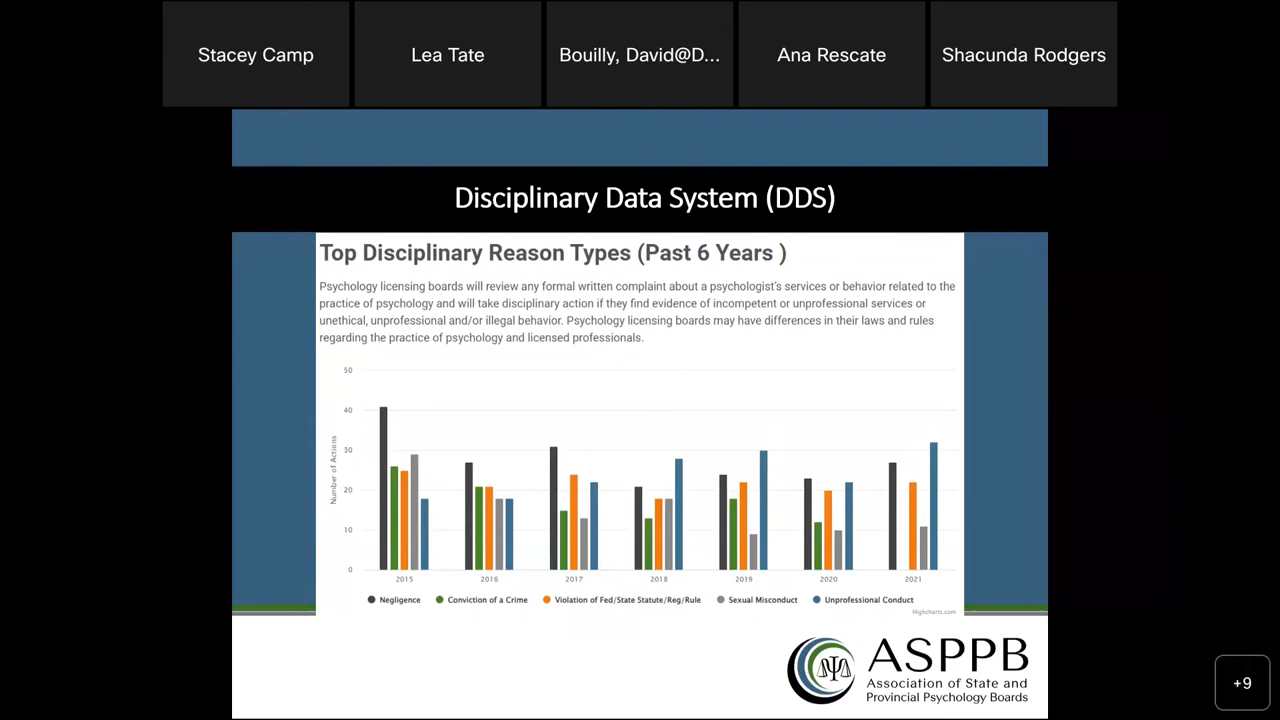 Stacey Camp
Lea Tate
Bouilly, David@D...
Ana Rescate
Shacunda Rodgers
Disciplinary Data System (DDS)
Top Disciplinary Reason Types (Past 6 Years )
Psychology licensing boards will review any formal written complaint about a psychologist's services or behavior related to the
practice of psychology and will take disciplinary action if they find evidence of incompetent or unprofessional services or
unethical, unprofessional and/or illegal behavior. Psychology licensing boards may have differences in their laws and rules
regarding the practice of psychology and licensed professionals.
Number of Actions
50
40
30
20
10
0
2015 2016 2017 2018 2019 2020 2021
Negligence Conviction of a Crime Violation of Fed/State Statute/Reg/Rule Sexual Misconduct Unprofessional Conduct
Highcharts.com
ΨASPPB
Association of State and
Provincial Psychology Boards
+9